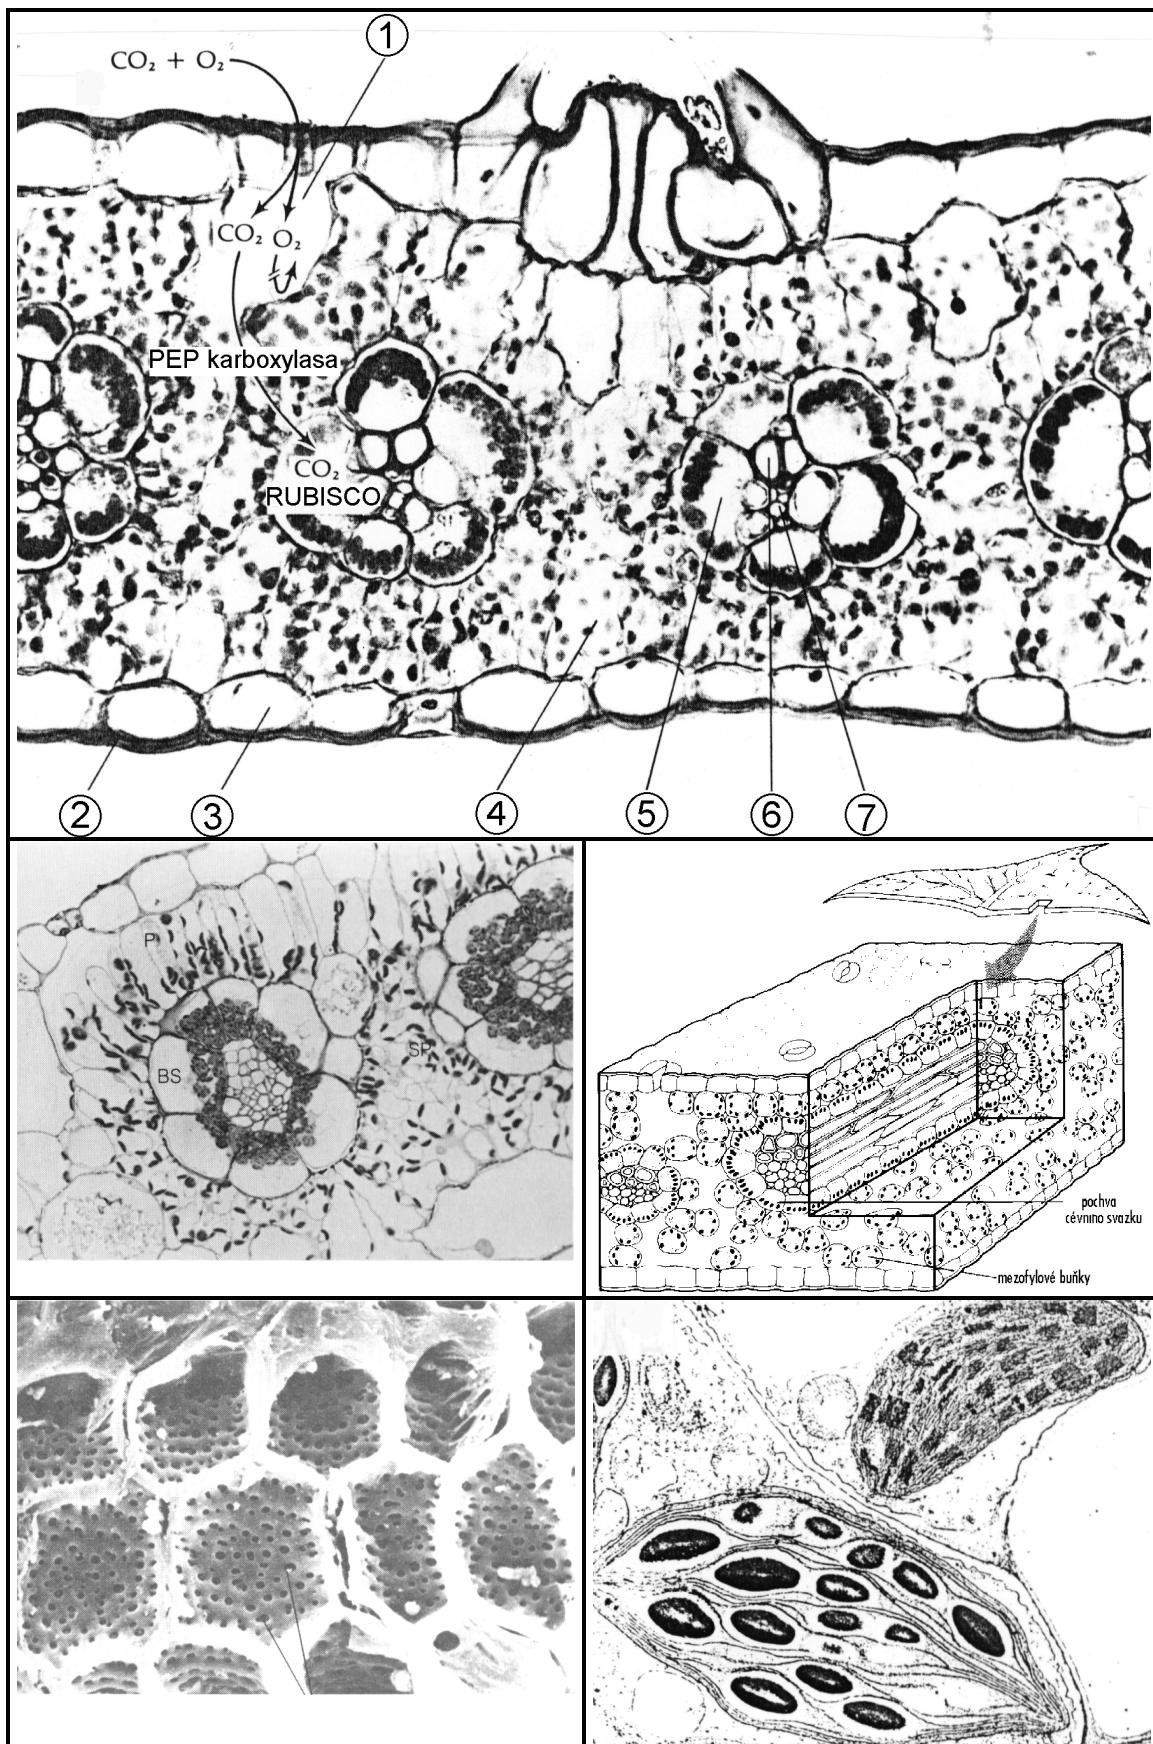 ①
CO₂ + O₂
CO₂ O₂
PEP karboxylasa
CO₂
RUBISCO
② ③ ④ ⑤ ⑥ ⑦
P
SP
BS
pochva
cévního svazku
mezofylové buňky